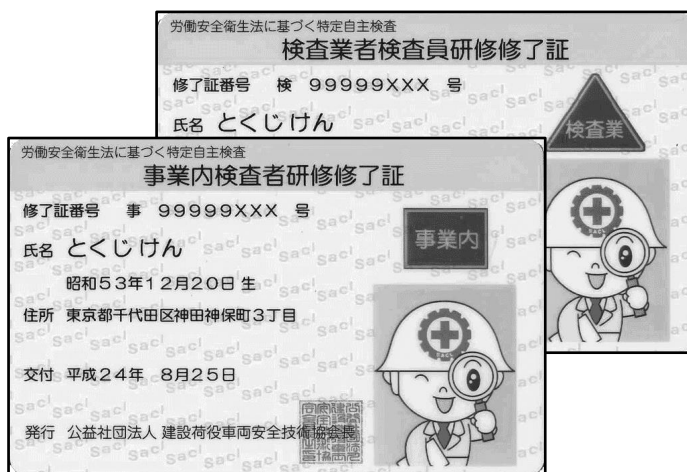 労働安全衛生法に基づく特定自主検査
検査業者検査員研修修了証
修了証番号 検 99999XXX 号
氏名 とくじけん
検査業
sacl
労働安全衛生法に基づく特定自主検査
事業内検査者研修修了証
修了証番号 事 99999XXX 号
事業内
氏名 とくじけん
昭和53年12月20日 生
住所 東京都千代田区神田神保町3丁目
交付 平成24年 8月25日
発行 公益社団法人 建設荷役車両安全技術協会長
sacl